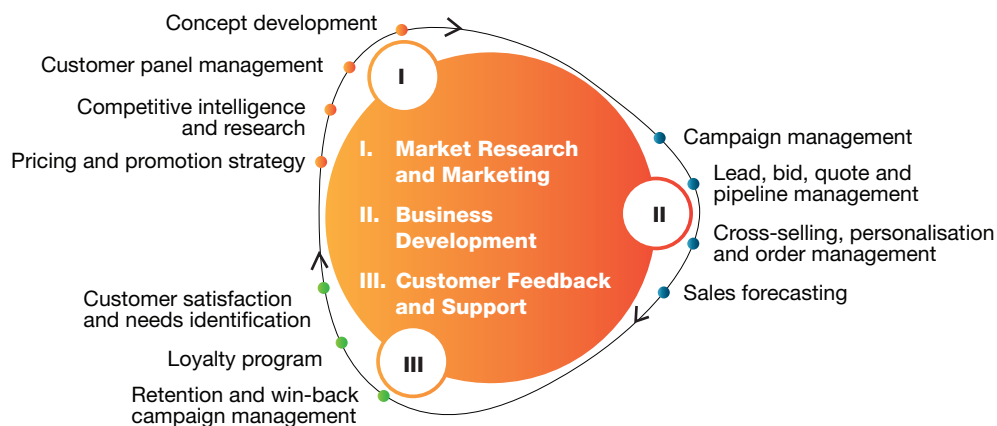 Concept development
Customer panel management
Competitive intelligence
and research
Pricing and promotion strategy
I
I. Market Research
and Marketing
II. Business
Development
III. Customer Feedback
and Support
Campaign management
Lead, bid, quote and
pipeline management
II
Cross-selling, personalisation
and order management
Sales forecasting
Customer satisfaction
and needs identification
Loyalty program
III
Retention and win-back
campaign management